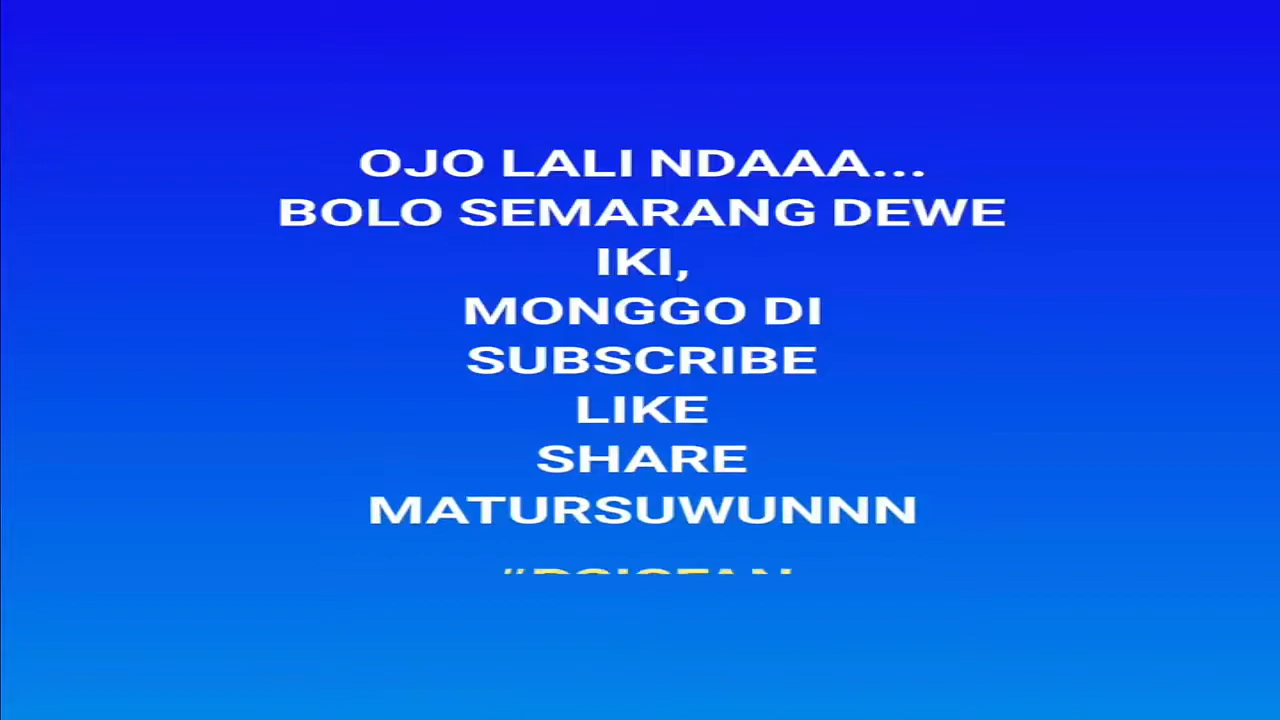 OJO LALI NDAAA...
BOLO SEMARANG DEWE
IKI,
MONGGO DI
SUBSCRIBE
LIKE
SHARE
MATURSUWUNNN